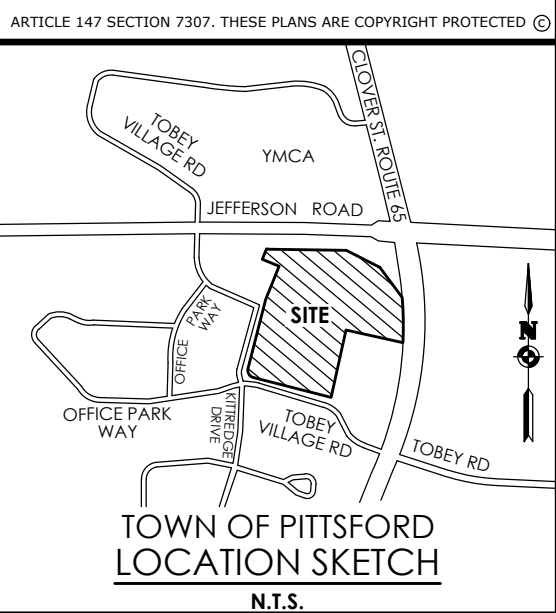 ARTICLE 147 SECTION 7307. THESE PLANS ARE COPYRIGHT PROTECTED ©
CLOVER ST. ROUTE 65
TOBEY
VILLAGE RD
YMCA
JEFFERSON ROAD
SITE
OFFICE
PARK
WAY
N
OFFICE PARK
WAY
KITTREDGE
DRIVE
TOBEY
VILLAGE RD
TOBEY RD
TOWN OF PITTSFORD
LOCATION SKETCH
N.T.S.